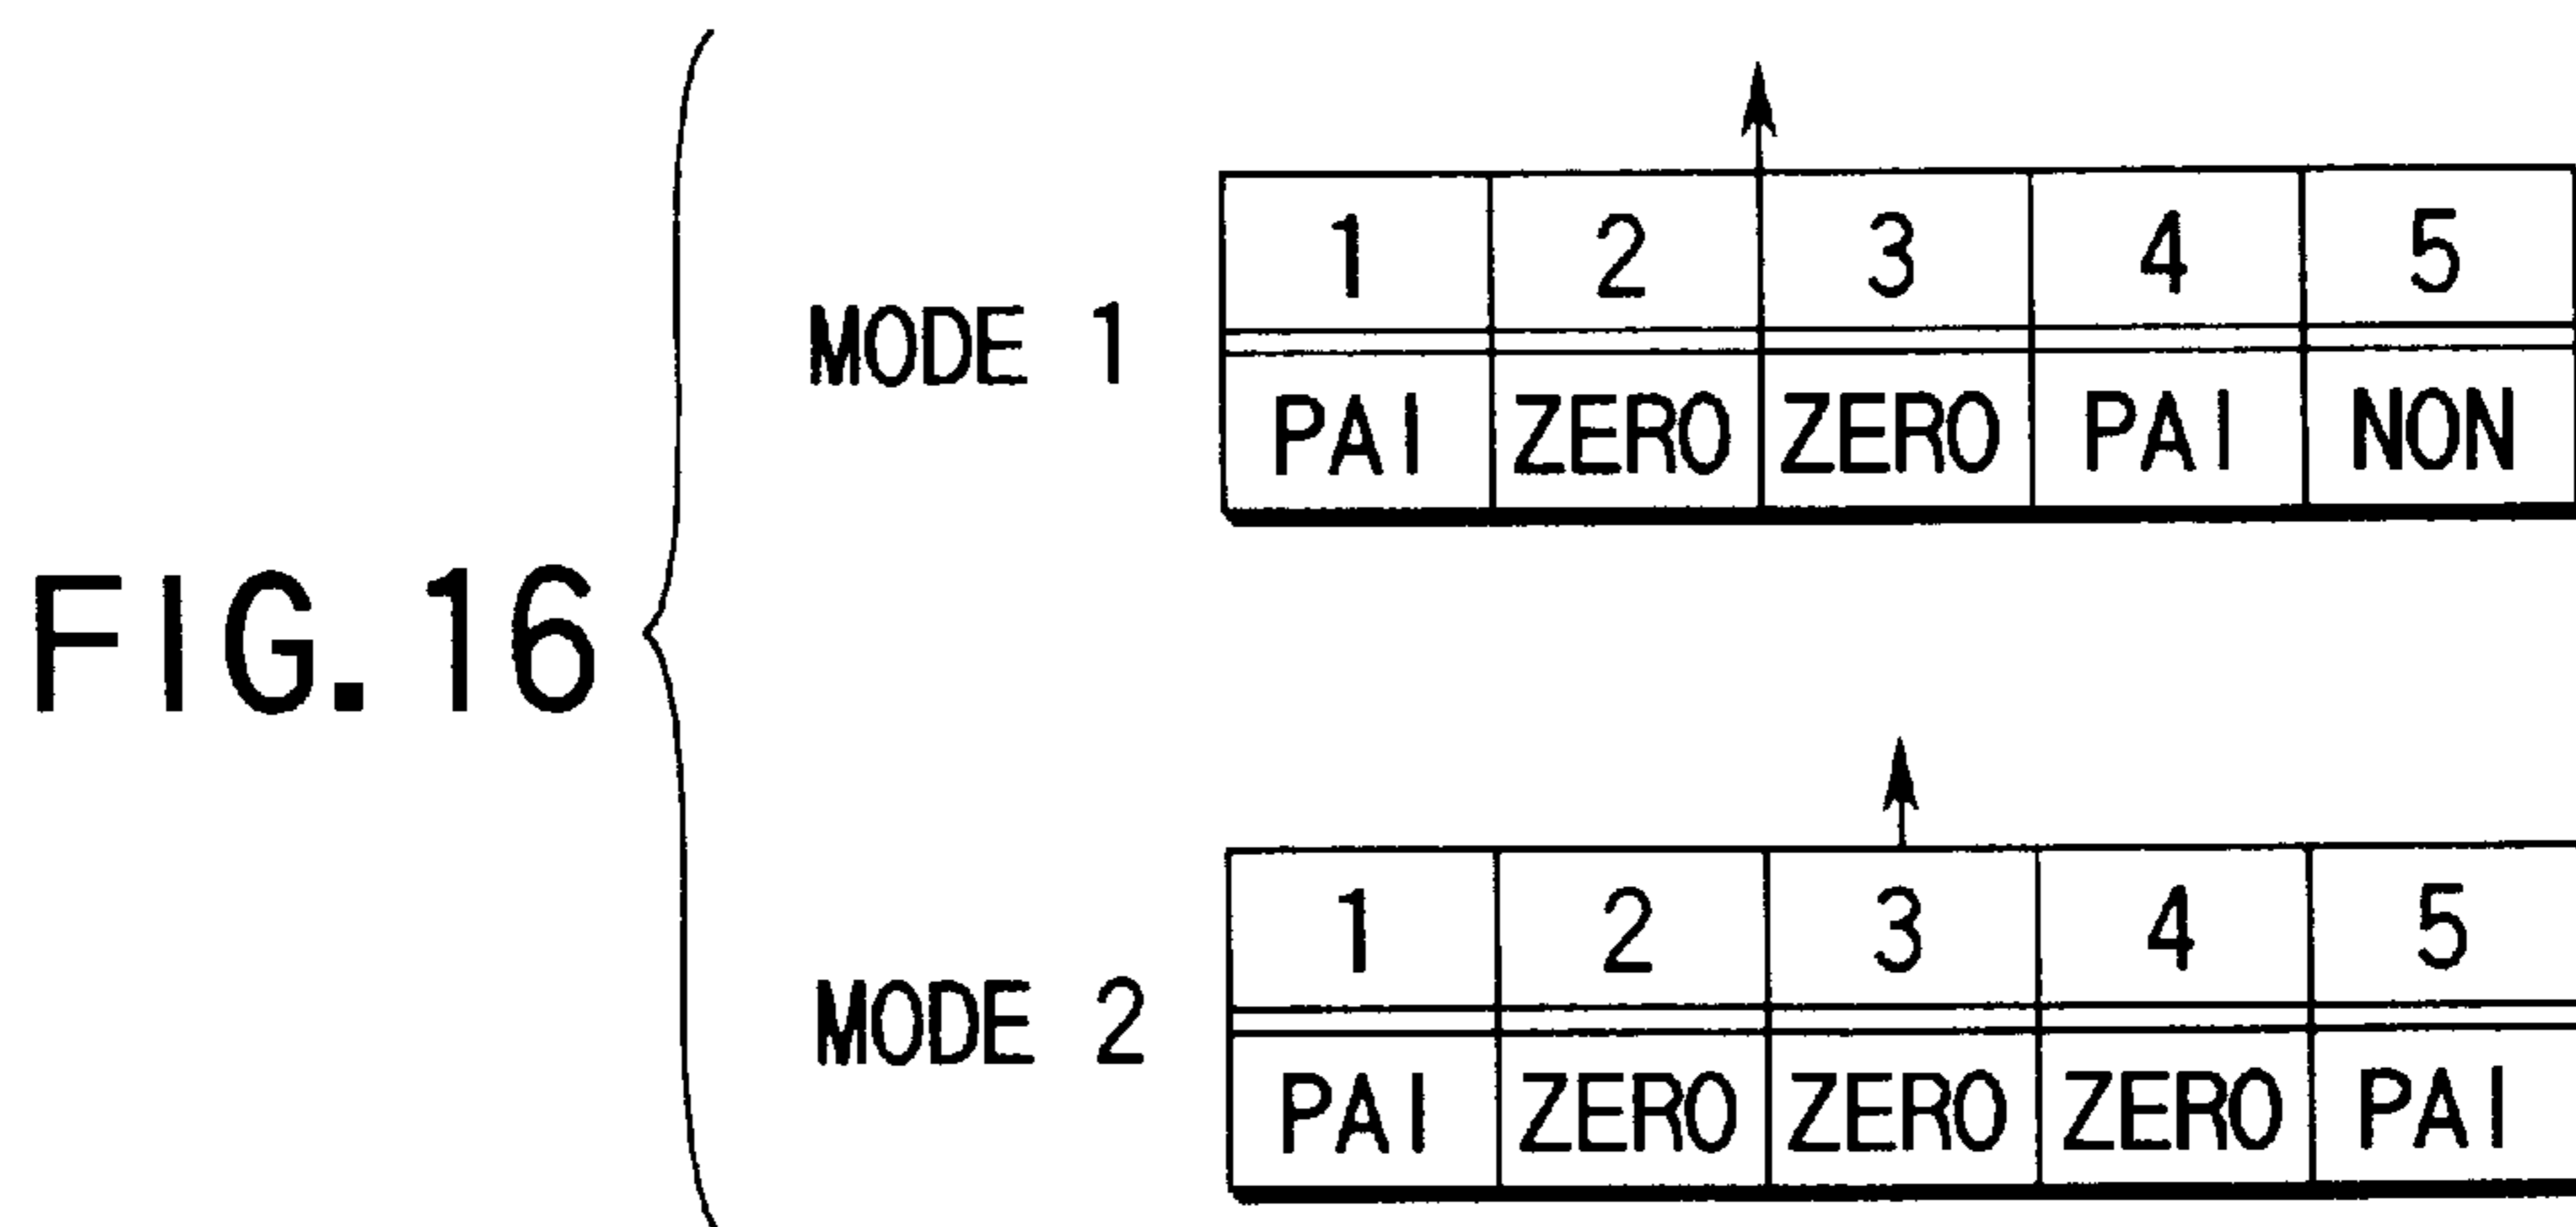 FIG.16
MODE 1
1 2 3 4 5
PAI ZERO ZERO PAI NON
MODE 2
1 2 3 4 5
PAI ZERO ZERO ZERO PAI